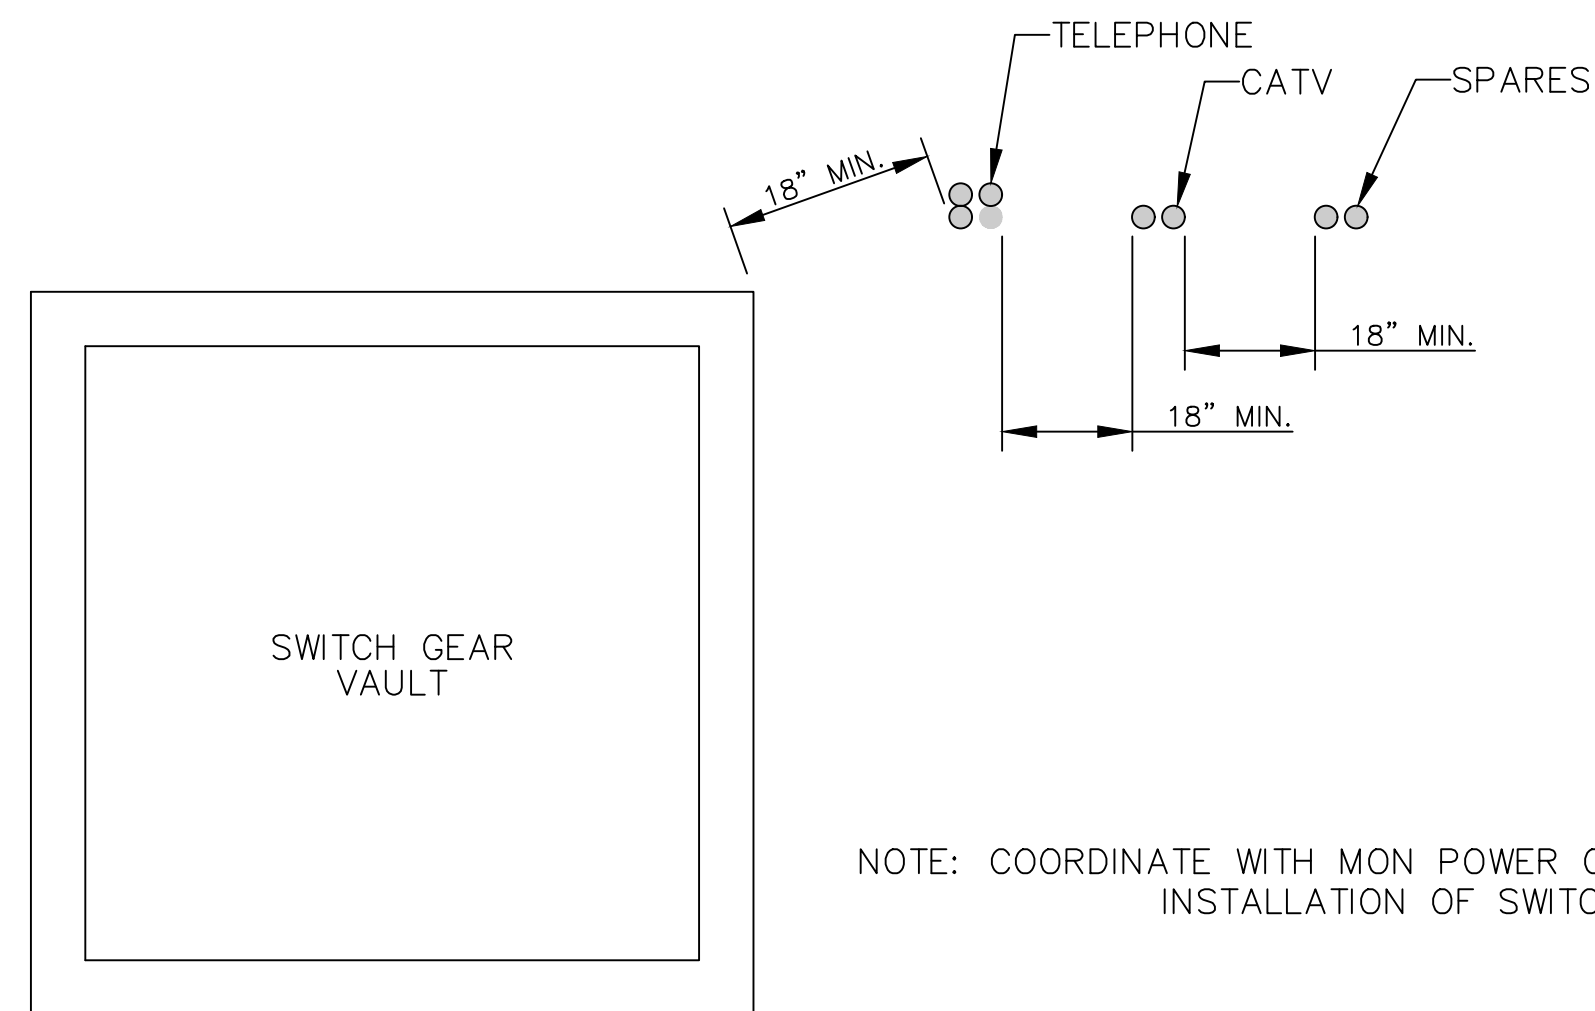 TELEPHONE
CATV
SPARES
18” MIN.
18” MIN.
18” MIN.
SWITCH GEAR
VAULT
NOTE: COORDINATE WITH MON POWER
INSTALLATION OF